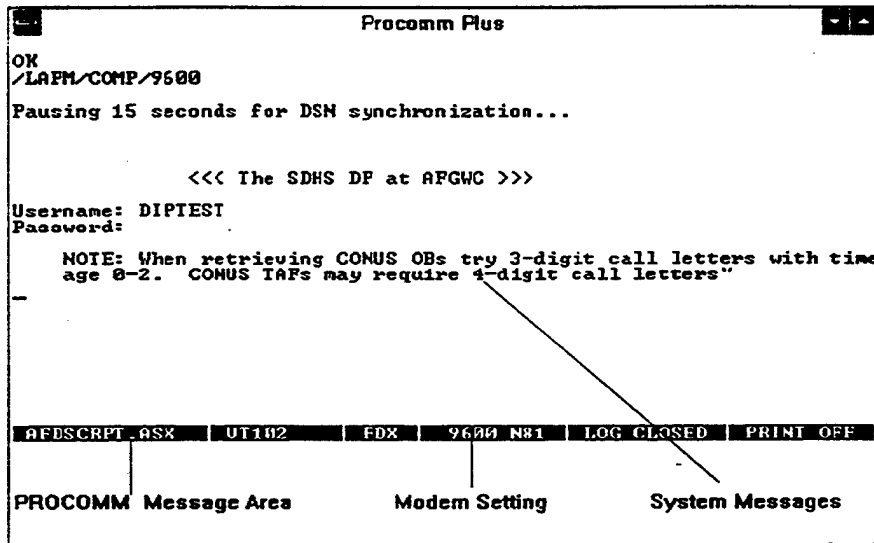 Procomm Plus
OK
/LAPM/COMP/9600
Pausing 15 seconds for DSN synchronization...
<<< The SDHS DF at AFGWC >>>
Username: DIPTEST
Password:
NOTE: When retrieving CONUS OBs try 3-digit call letters with time
age 0-2. CONUS TAFs may require 4-digit call letters"
AFDSCRPT.ASX | VT102 | FDX | 9600 N81 | LOG CLOSED | PRINT OFF
PROCOMM Message Area Modem Setting System Messages